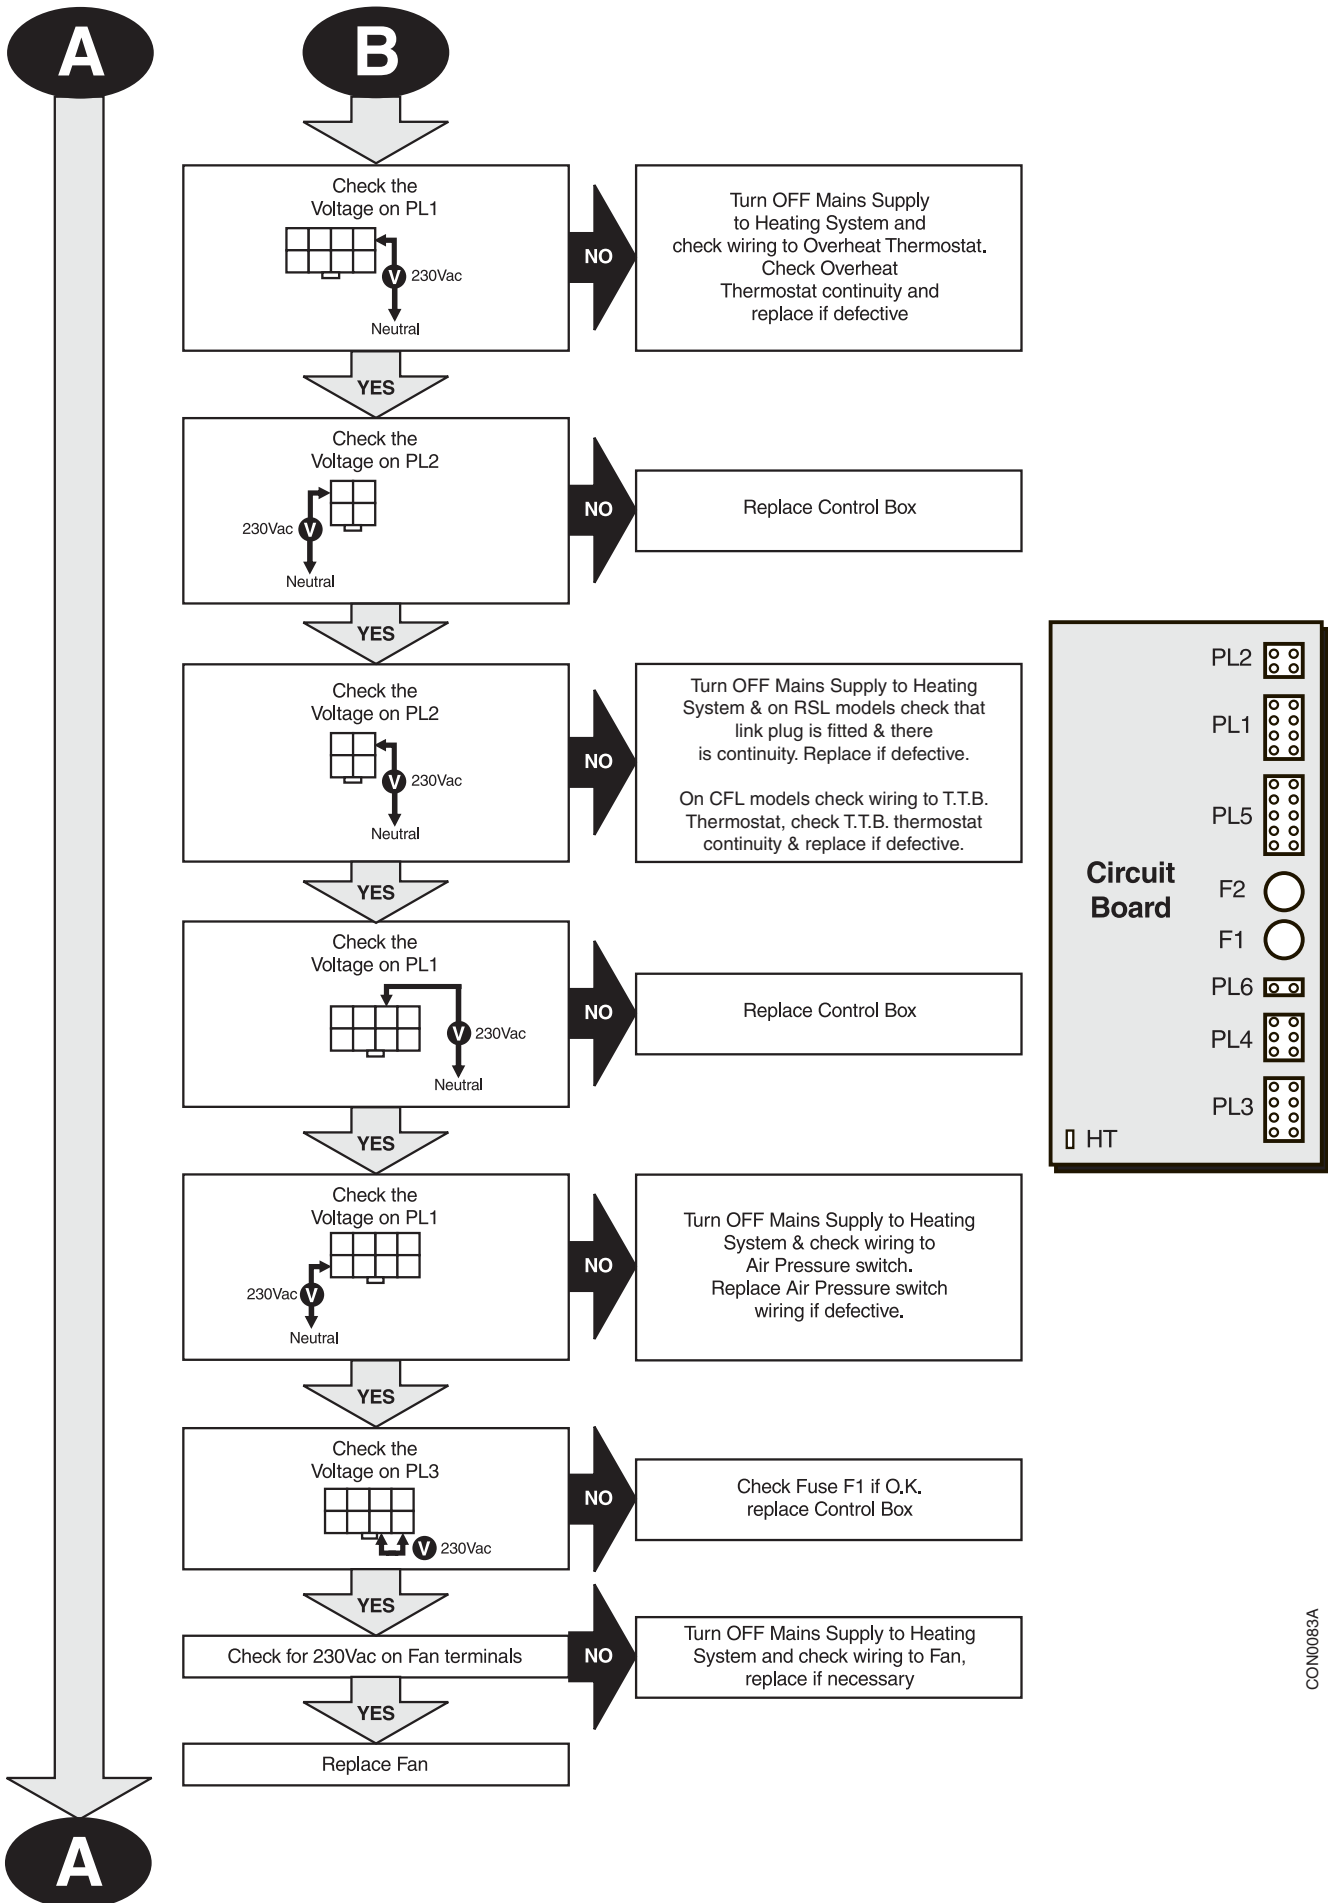 A
B
Check the
Voltage on PL1
V
230Vac
Neutral
NO
Turn OFF Mains Supply
to Heating System and
check wiring to Overheat Thermostat.
Check Overheat
Thermostat continuity and
replace if defective
YES
Check the
Voltage on PL2
230Vac
V
Neutral
NO
Replace Control Box
YES
Check the
Voltage on PL2
V
230Vac
Neutral
NO
Turn OFF Mains Supply to Heating
System & on RSL models check that
link plug is fitted & there
is continuity. Replace if defective.
On CFL models check wiring to T.T.B.
Thermostat, check T.T.B. thermostat
continuity & replace if defective.
YES
Check the
Voltage on PL1
V
230Vac
Neutral
NO
Replace Control Box
YES
Check the
Voltage on PL1
230Vac
V
Neutral
NO
Turn OFF Mains Supply to Heating
System & check wiring to
Air Pressure switch.
Replace Air Pressure switch
wiring if defective.
YES
Check the
Voltage on PL3
V
230Vac
NO
Check Fuse F1 if O.K.
replace Control Box
YES
Check for 230Vac on Fan terminals
NO
Turn OFF Mains Supply to Heating
System and check wiring to Fan,
replace if necessary
YES
Replace Fan
A
Circuit
Board
PL2
PL1
PL5
F2
F1
PL6
PL4
PL3
HT
CON0083A